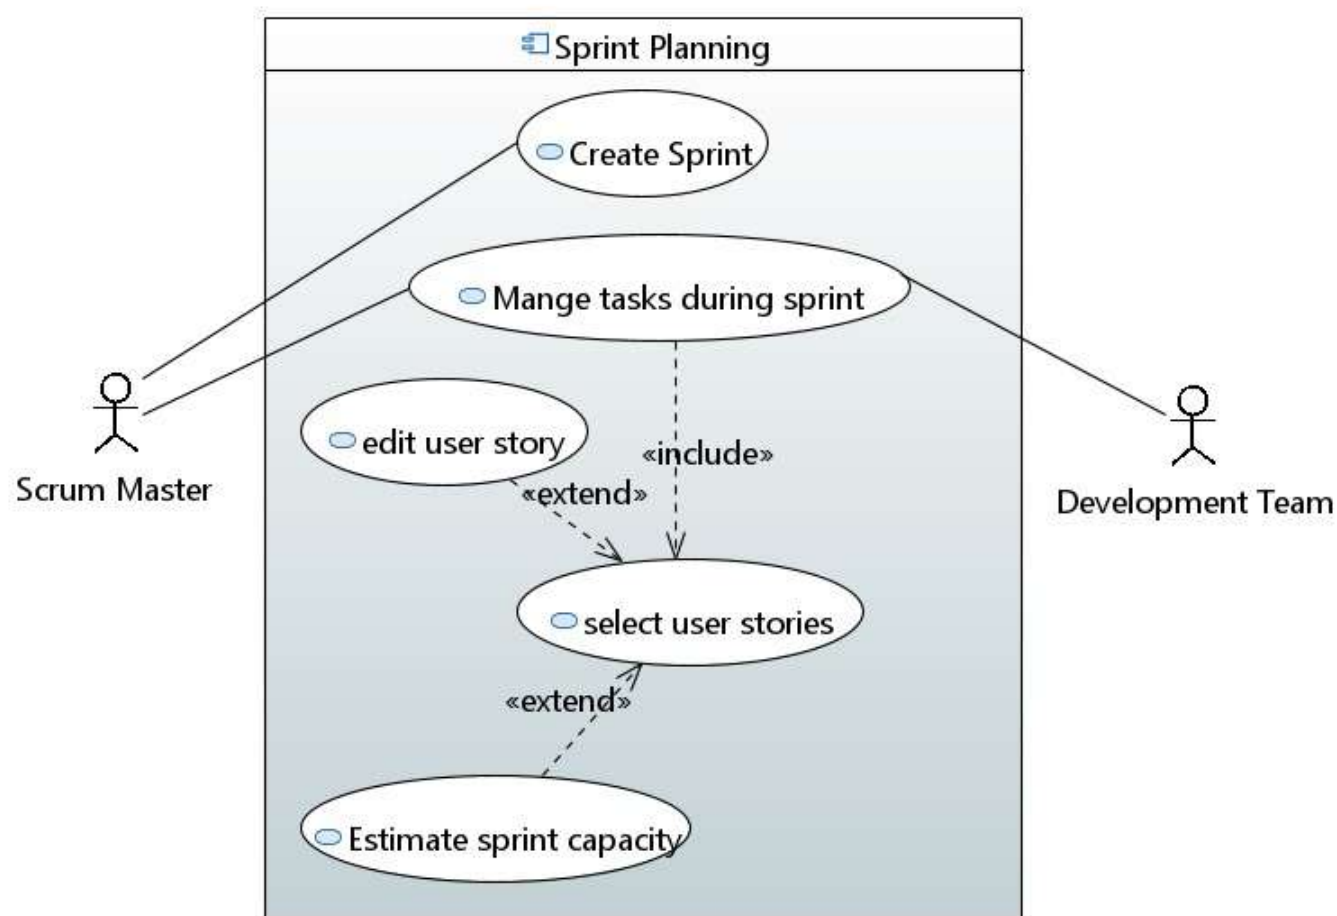 Sprint Planning
Create Sprint
Mange tasks during sprint
edit user story
«include»
«extend»
Scrum Master
Development Team
select user stories
«extend»
Estimate sprint capacity